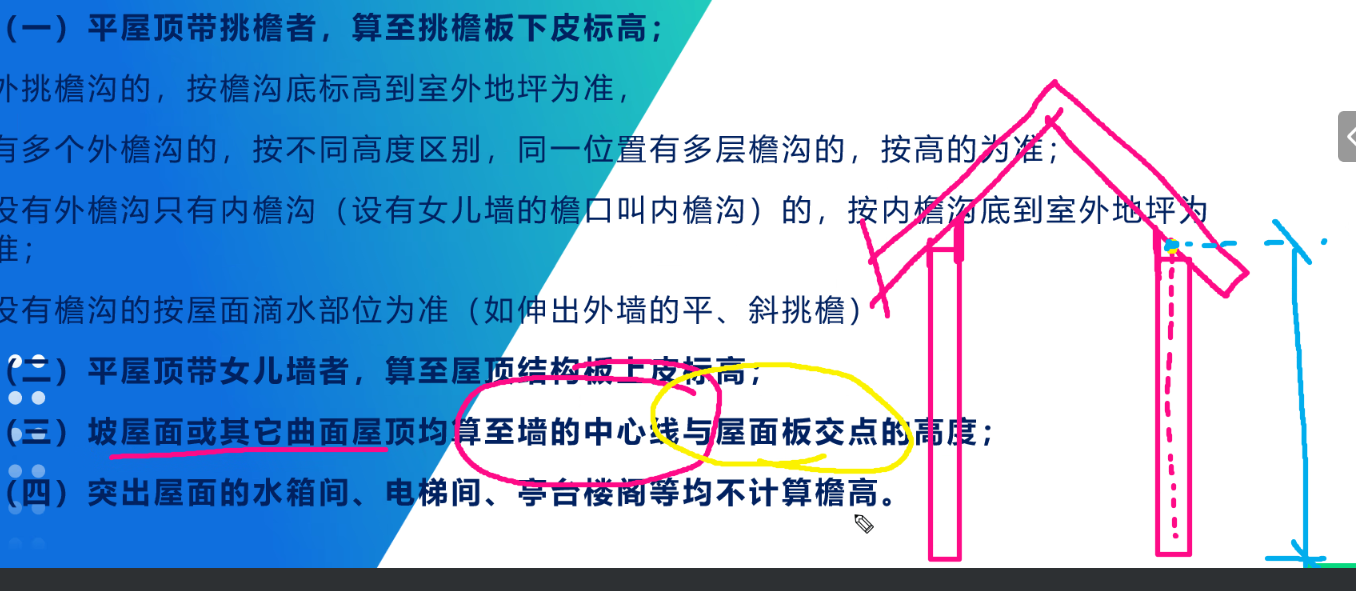 （一）平屋顶带挑檐者，算至挑檐板下皮标高；
外挑檐沟的，按檐沟底标高到室外地坪为准，
有多个外檐沟的，按不同高度区别，同一位置有多层檐沟的，按高的为准；
没有外檐沟只有内檐沟（设有女儿墙的檐口叫内檐沟）的，按内檐沟底到室外地坪为
准；
没有檐沟的按屋面滴水部位为准（如伸出外墙的平、斜挑檐）
（二）平屋顶带女儿墙者，算至屋顶结构板上皮标高；
（三）坡屋面或其它曲面屋顶均算至墙的中心线与屋面板交点的高度；
（四）突出屋面的水箱间、电梯间、亭台楼阁等均不计算檐高。